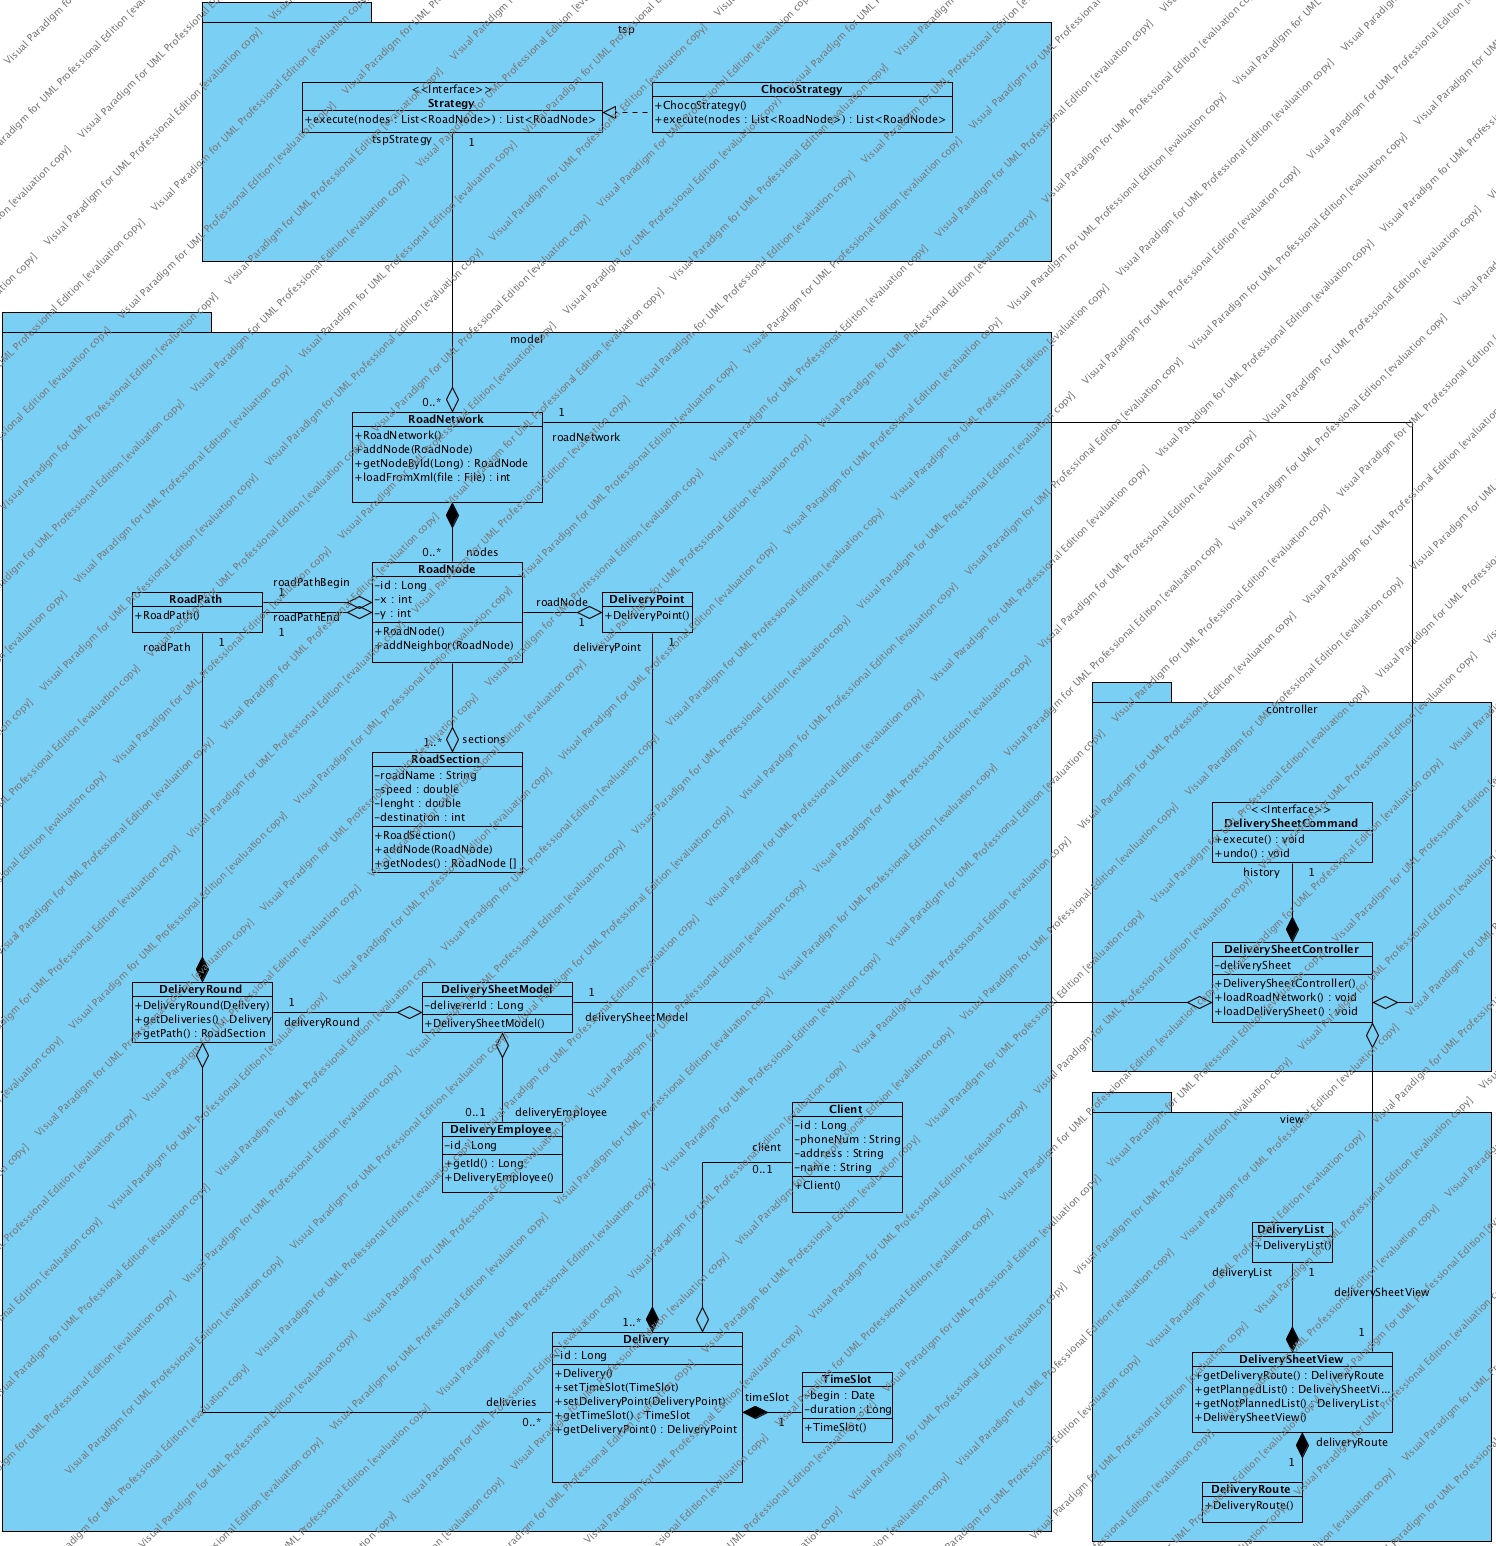 tsp
<<Interface>>
Strategy
+execute(nodes : List<RoadNode>) : List<RoadNode>
ChocoStrategy
+ChocoStrategy()
+execute(nodes : List<RoadNode>) : List<RoadNode>
tspStrategy
1
model
0..*
RoadNetwork
+RoadNetwork()
+addNode(RoadNode)
+getNodeById(Long) : RoadNode
+loadFromXml(file : File) : int
1
roadNetwork
0..*
nodes
RoadNode
-id : Long
-x : int
-y : int
+RoadNode()
+addNeighbor(RoadNode)
roadPathBegin
1
roadPathEnd
1
RoadPath
+RoadPath()
roadPath
1
roadNode
1
DeliveryPoint
+DeliveryPoint()
deliveryPoint
1
1..*
sections
RoadSection
-roadName : String
-speed : double
-lenght : double
-destination : int
+RoadSection()
+addNode(RoadNode)
+getNodes() : RoadNode []
controller
<<Interface>>
DeliverySheetCommand
+execute() : void
+undo() : void
history
1
DeliverySheetController
-deliverySheet
+DeliverySheetController()
+loadRoadNetwork() : void
+loadDeliverySheet() : void
DeliveryRound
+DeliveryRound(Delivery)
+getDeliveries() : Delivery
+getPath() : RoadSection
1
deliveryRound
DeliverySheetModel
-delivererId : Long
+DeliverySheetModel()
1
deliverySheetModel
0..1
deliveryEmployee
DeliveryEmployee
-id : Long
+getId() : Long
+DeliveryEmployee()
Client
-id : Long
-phoneNum : String
-address : String
-name : String
+Client()
client
0..1
view
DeliveryList
+DeliveryList()
deliveryList
1
deliverySheetView
1
1..*
Delivery
-id : Long
+Delivery()
+setTimeSlot(TimeSlot)
+setDeliveryPoint(DeliveryPoint)
+getTimeSlot() : TimeSlot
+getDeliveryPoint() : DeliveryPoint
deliveries
0..*
timeSlot
1
TimeSlot
-begin : Date
-duration : Long
+TimeSlot()
DeliverySheetView
+getDeliveryRoute() : DeliveryRoute
+getPlannedList() : DeliverySheetVi...
+getNotPlannedList() : DeliveryList
+DeliverySheetView()
deliveryRoute
1
DeliveryRoute
+DeliveryRoute()
Visual Paradigm for UML Professional Edition [evaluation copy]